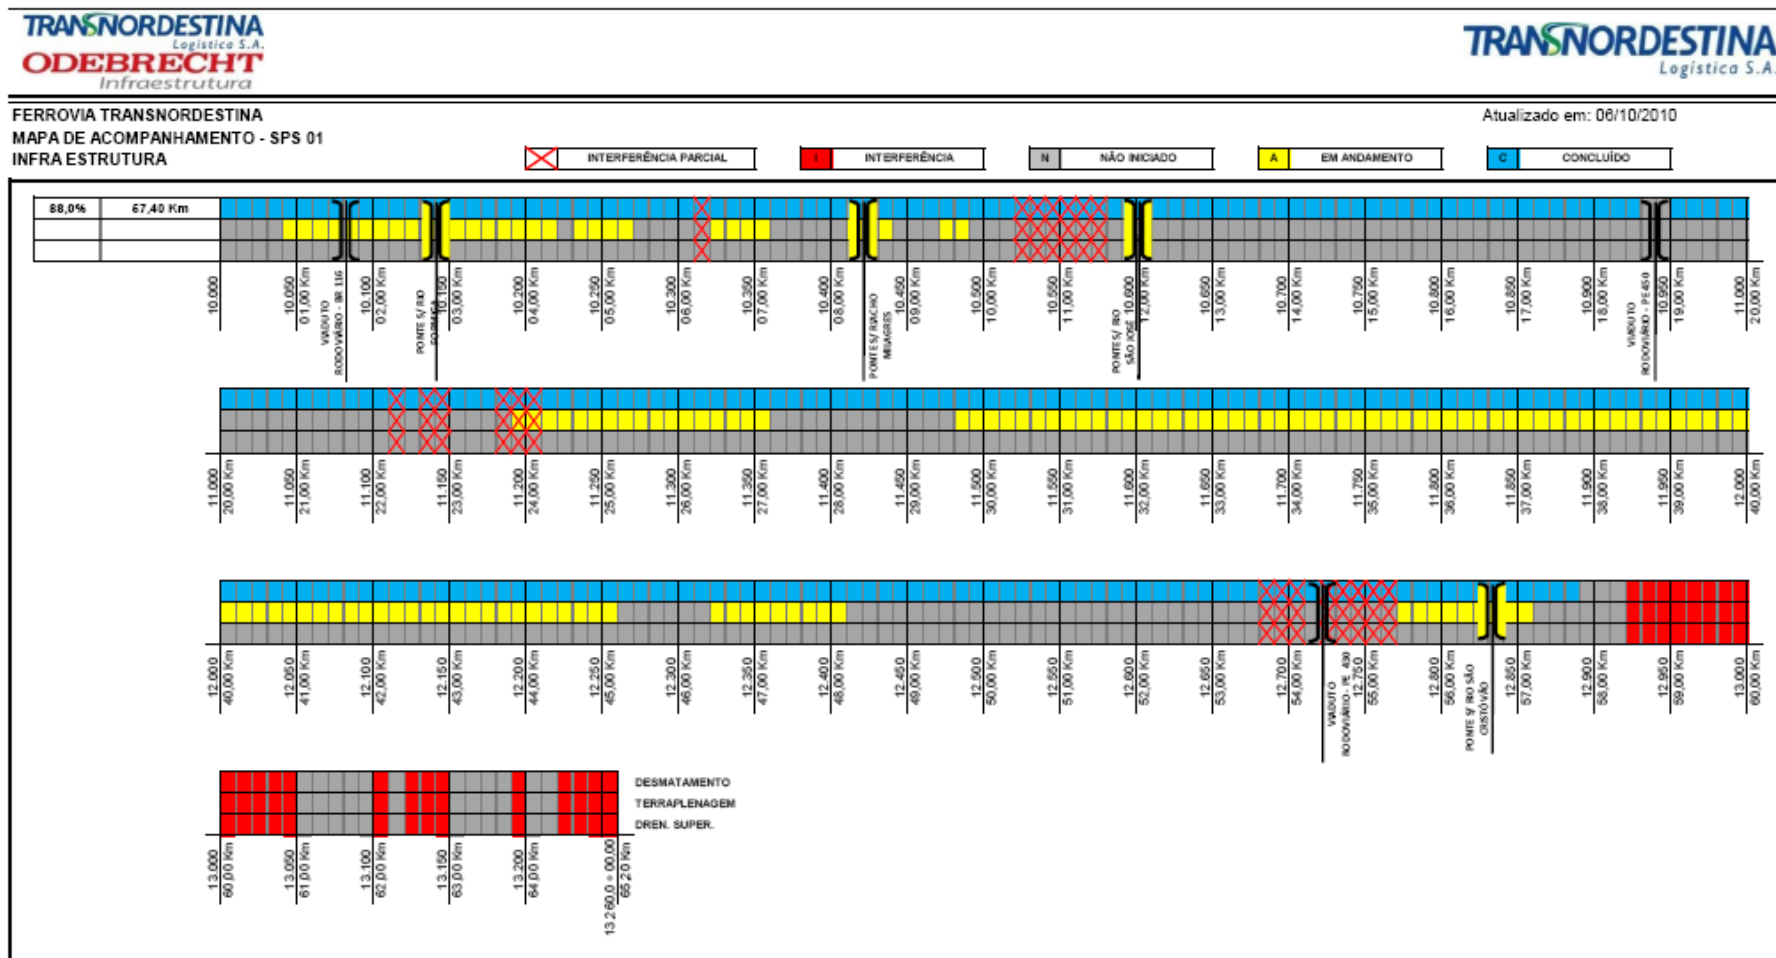 TRANSNORDESTINA
Logística S.A.
ODEBRECHT
Infraestrutura
TRANSNORDESTINA
Logística S.A.
FERROVIA TRANSNORDESTINA
MAPA DE ACOMPANHAMENTO - SPS 01
INFRA ESTRUTURA
Atualizado em: 06/10/2010
INTERFERÊNCIA PARCIAL
I INTERFERÊNCIA
N NÃO INICIADO
A EM ANDAMENTO
C CONCLUÍDO
88,0% 67,40 Km
10.000
10.050
01,00 Km
VIADUTO
RODOVIÁRIO - BR 116
10.100
02,00 Km
PONTE S/ RIO
10.150
03,00 Km
10.200
04,00 Km
10.250
05,00 Km
10.300
06,00 Km
10.350
07,00 Km
10.400
08,00 Km
PONTE S/ RIACHO
MILAGRES
10.450
09,00 Km
10.500
10,00 Km
10.550
11,00 Km
PONTE S/ RIO
SÃO JOSÉ
10.600
12,00 Km
10.650
13,00 Km
10.700
14,00 Km
10.750
15,00 Km
10.800
16,00 Km
10.850
17,00 Km
10.900
18,00 Km
VIADUTO
RODOVIÁRIO - PE 450
10.950
19,00 Km
11.000
20,00 Km
11.000
20,00 Km
11.050
21,00 Km
11.100
22,00 Km
11.150
23,00 Km
11.200
24,00 Km
11.250
25,00 Km
11.300
26,00 Km
11.350
27,00 Km
11.400
28,00 Km
11.450
29,00 Km
11.500
30,00 Km
11.550
31,00 Km
11.600
32,00 Km
11.650
33,00 Km
11.700
34,00 Km
11.750
35,00 Km
11.800
36,00 Km
11.850
37,00 Km
11.900
38,00 Km
11.950
39,00 Km
12.000
40,00 Km
12.000
40,00 Km
12.050
41,00 Km
12.100
42,00 Km
12.150
43,00 Km
12.200
44,00 Km
12.250
45,00 Km
12.300
46,00 Km
12.350
47,00 Km
12.400
48,00 Km
12.450
49,00 Km
12.500
50,00 Km
12.550
51,00 Km
12.600
52,00 Km
12.650
53,00 Km
12.700
54,00 Km
VIADUTO
RODOVIÁRIO - PE 430
12.750
55,00 Km
12.800
56,00 Km
PONTE S/ RIO SÃO
CRISTÓVÃO
12.850
57,00 Km
12.900
58,00 Km
12.950
59,00 Km
13.000
60,00 Km
DESMATAMENTO
TERRAPLENAGEM
DREN. SUPER.
13.000
60,00 Km
13.050
61,00 Km
13.100
62,00 Km
13.150
63,00 Km
13.200
64,00 Km
13 260,0 + 00,00
65,20 Km